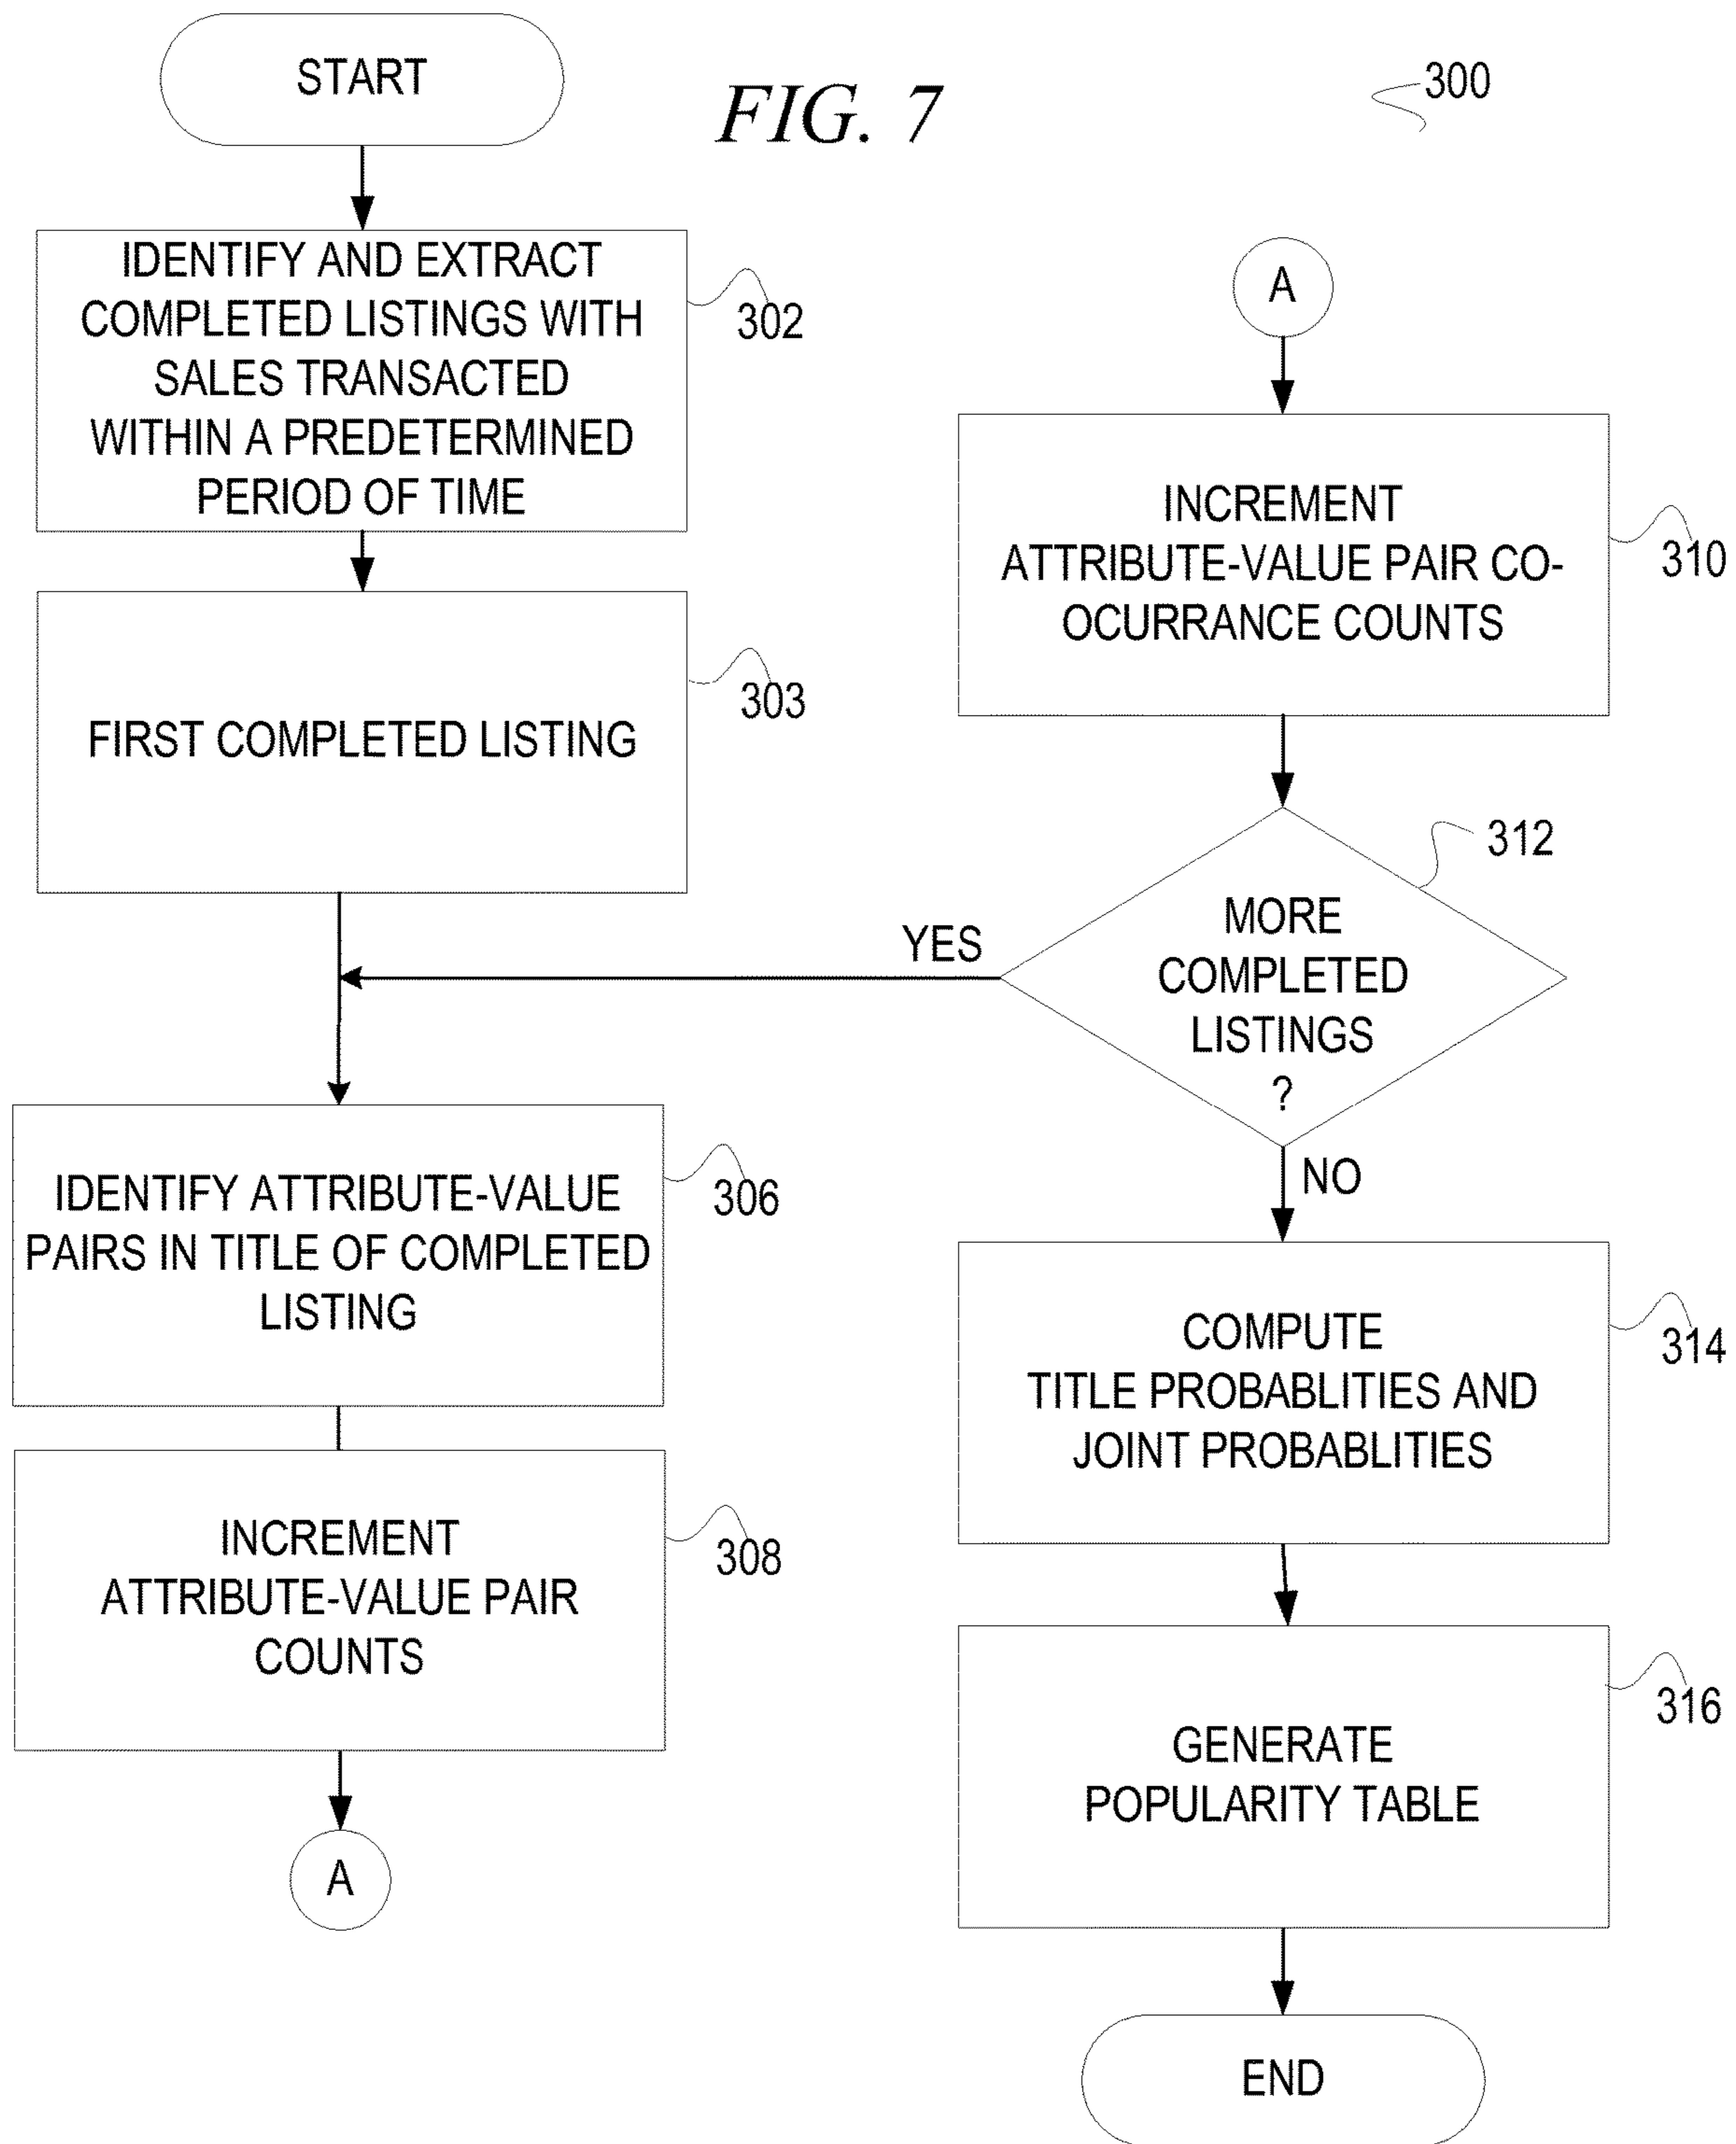 START
FIG. 7
300
IDENTIFY AND EXTRACT
COMPLETED LISTINGS WITH
SALES TRANSACTED
WITHIN A PREDETERMINED
PERIOD OF TIME
302
FIRST COMPLETED LISTING
303
IDENTIFY ATTRIBUTE-VALUE
PAIRS IN TITLE OF COMPLETED
LISTING
306
INCREMENT
ATTRIBUTE-VALUE PAIR
COUNTS
308
A
A
INCREMENT
ATTRIBUTE-VALUE PAIR CO-
OCURRANCE COUNTS
310
MORE
COMPLETED
LISTINGS
?
312
YES
NO
COMPUTE
TITLE PROBABLITIES AND
JOINT PROBABLITIES
314
GENERATE
POPULARITY TABLE
316
END